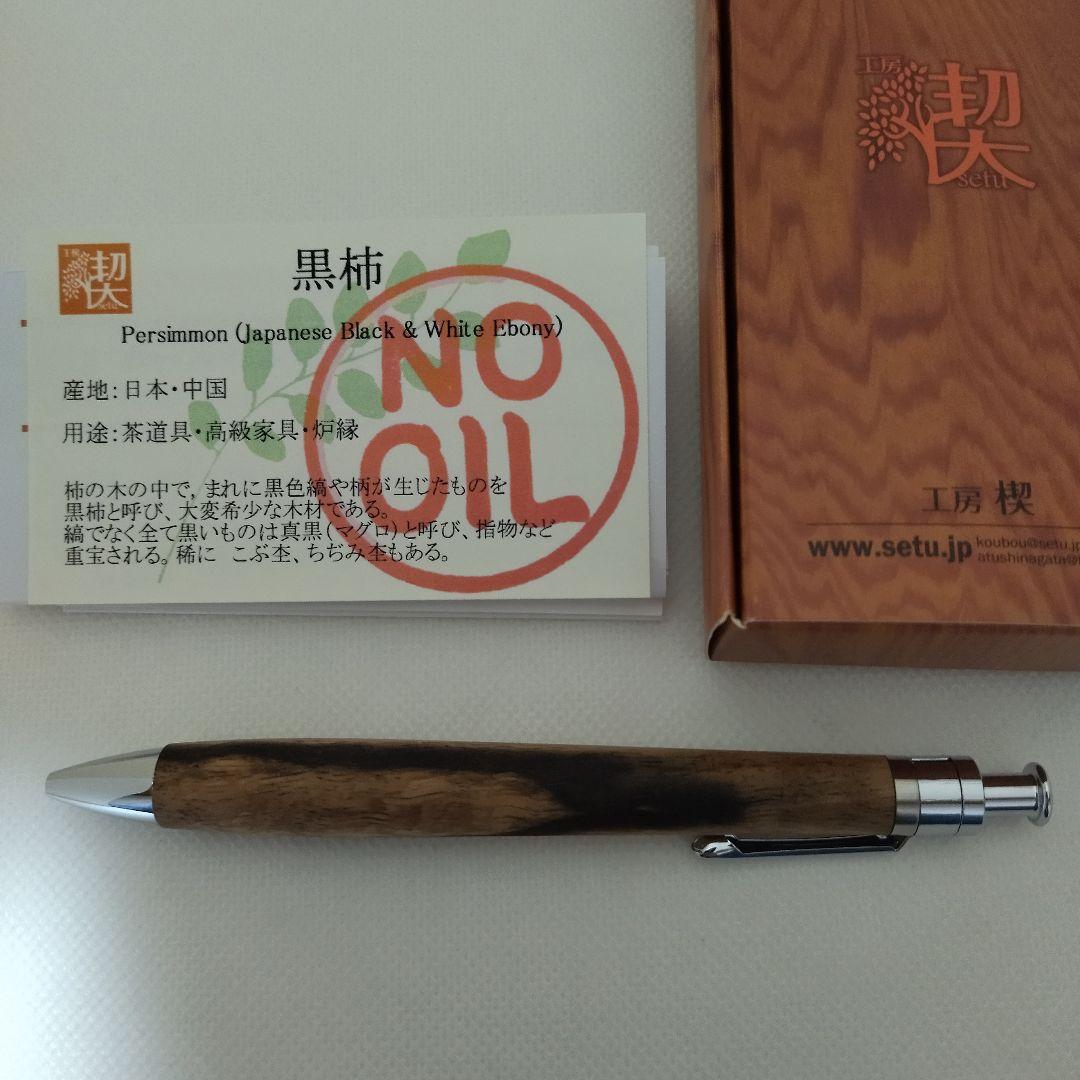 工房
楔
setu
黒柿
Persimmon (Japanese Black & White Ebony)
産地：日本・中国
用途：茶道具・高級家具・炉縁
柿の木の中で，まれに黒色縞や柄が生じたものを
黒柿と呼び、大変希少な木材である。
縞でなく全て黒いものは真黒（マグロ）と呼び、指物など
重宝される。稀に　こぶ杢、ちぢみ杢もある。
NO
OIL
工房
楔
setu
工房 楔
www.setu.jp
koubou@setu.jp
atushinagata@